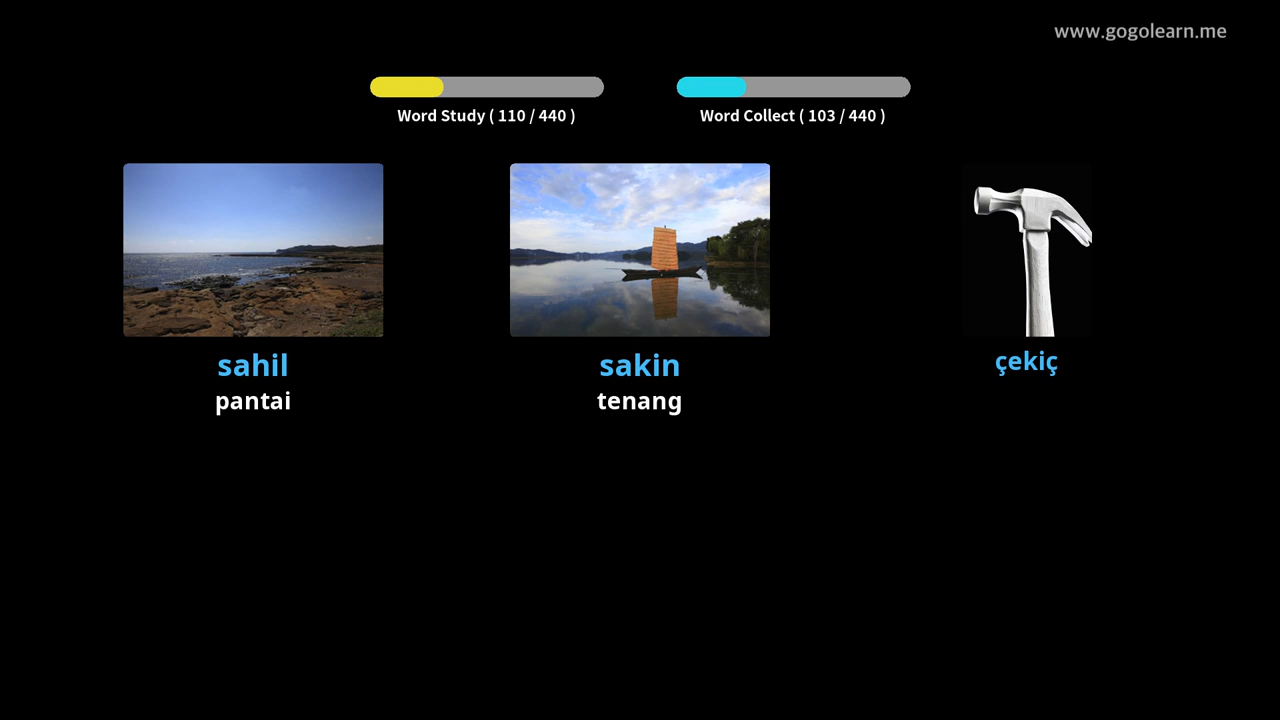 www.gogolearn.me
Word Study ( 110 / 440 )
Word Collect ( 103 / 440 )
sahil
pantai
sakin
tenang
çekiç